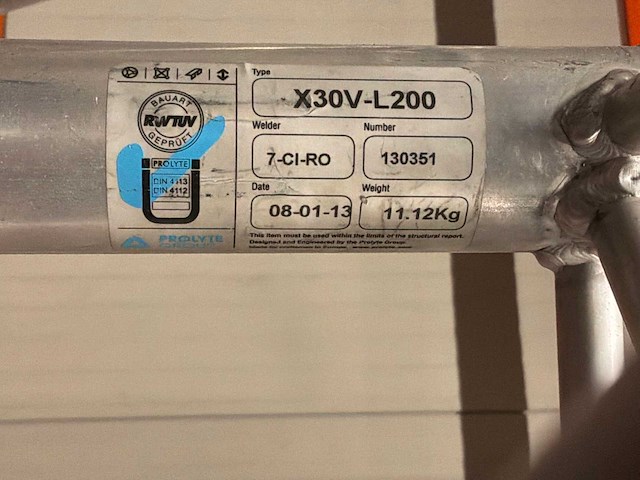 Type
X30V-L200
BAUART
RWTÜV
GEPRÜFT
Welder
Number
7-CI-RO
130351
PROLYTE
DIN 4113
DIN 4112
Date
Weight
08-01-13
11.12Kg
This item must be used within the limits of the structural report.
Designed and Engineered by the Prolyte Group.
PROLYTE
GROUP